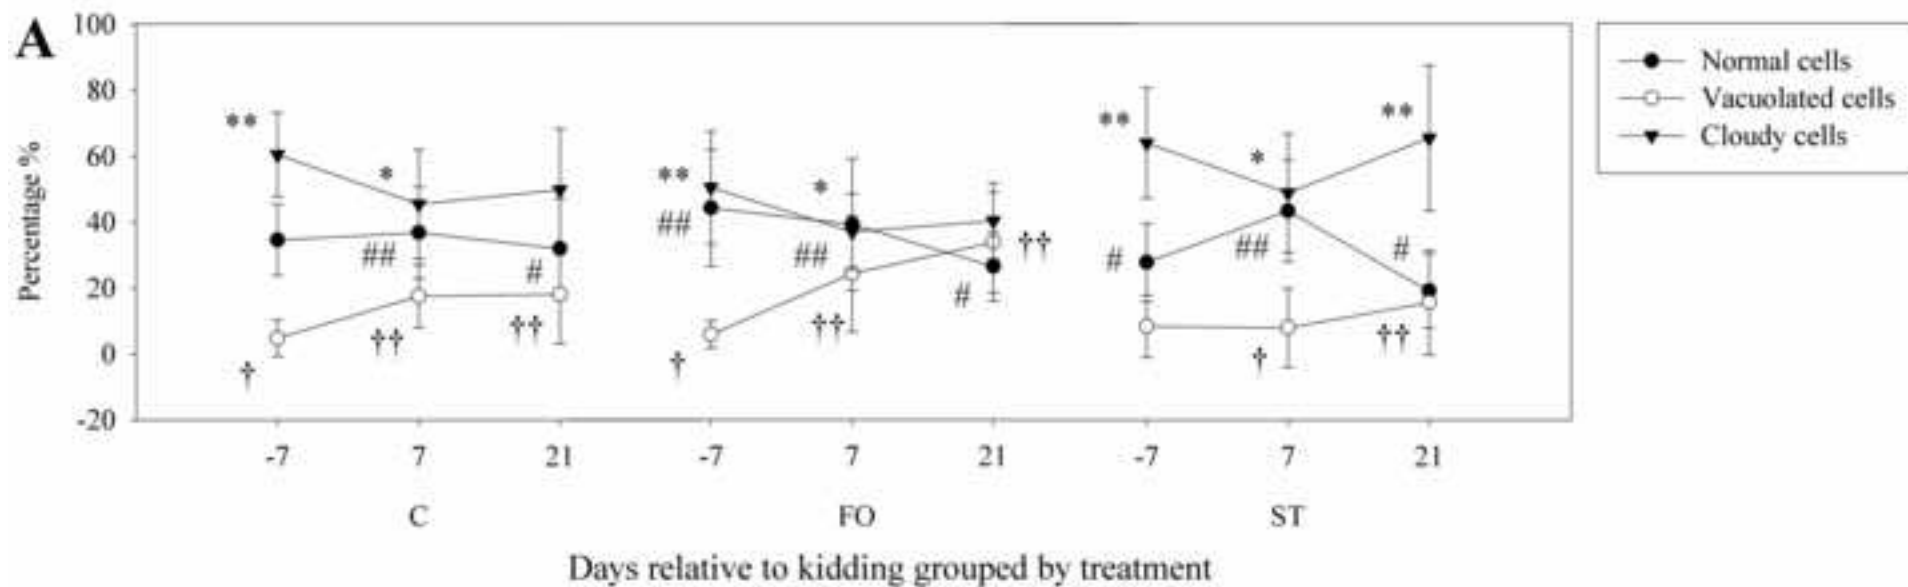 A
100
80
60
40
20
0
-20
Percentage %
** * ** * ** * **
## # ## ## # # ## #
† †† †† † †† †† † ††
-7 7 21 -7 7 21 -7 7 21
C FO ST
Days relative to kidding grouped by treatment
Normal cells
Vacuolated cells
Cloudy cells